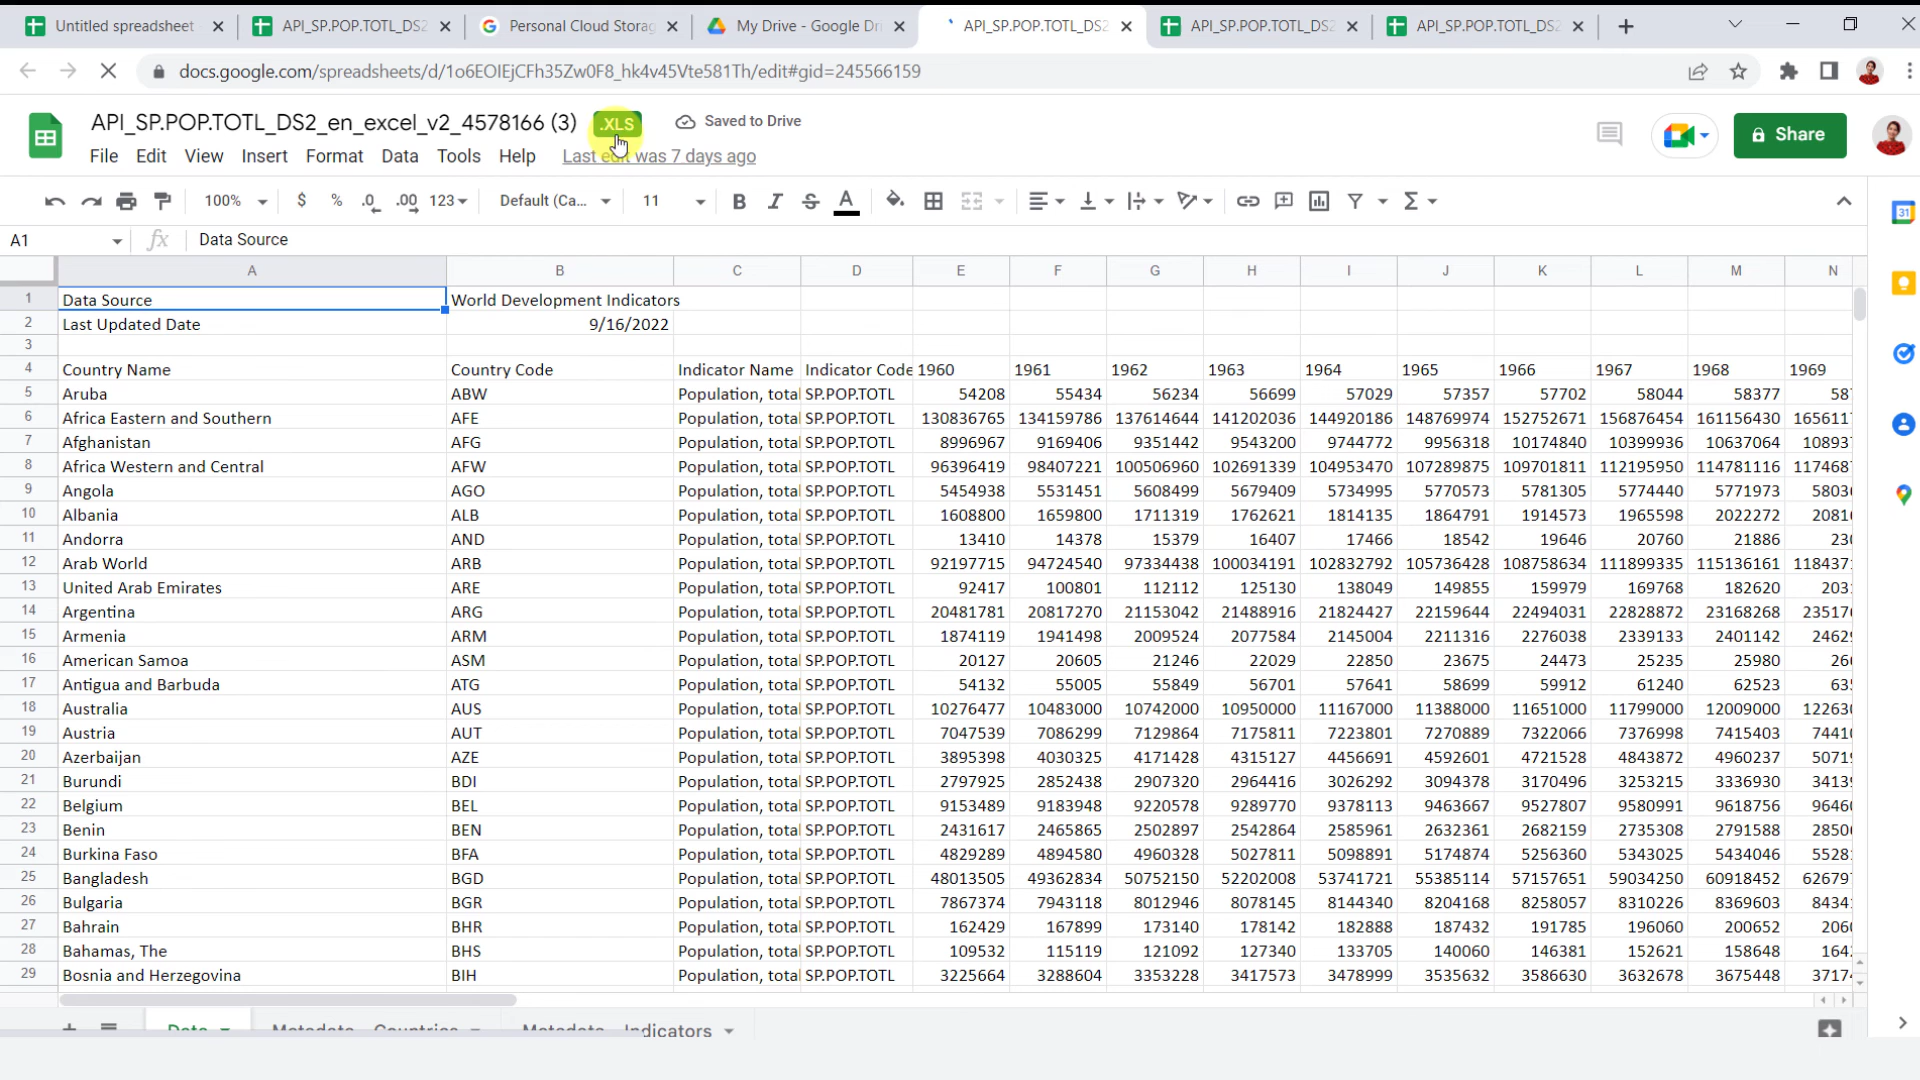 Untitled spreadsheet API_SP.POP.TOTL_DS2 Personal Cloud Storag My Drive - Google Dri API_SP.POP.TOTL_DS2 API_SP.POP.TOTL_DS2 API_SP.POP.TOTL_DS2
docs.google.com/spreadsheets/d/1o6EOIEjCFh35Zw0F8_hk4v45Vte581Th/edit#gid=245566159
API_SP.POP.TOTL_DS2_en_excel_v2_4578166 (3) .XLS Saved to Drive
Share
File Edit View Insert Format Data Tools Help Last edit was 7 days ago
100% $ % .0 .00 123 Default (Ca... 11 B I S A Σ
31
A1 fx Data Source
A B C D E F G H I J K L M N
1 Data Source World Development Indicators
2 Last Updated Date 9/16/2022
3
4 Country Name Country Code Indicator Name Indicator Code 1960 1961 1962 1963 1964 1965 1966 1967 1968 1969
5 Aruba ABW Population, total SP.POP.TOTL 54208 55434 56234 56699 57029 57357 57702 58044 58377 587
6 Africa Eastern and Southern AFE Population, total SP.POP.TOTL 130836765 134159786 137614644 141202036 144920186 148769974 152752671 156876454 161156430 1656117
7 Afghanistan AFG Population, total SP.POP.TOTL 8996967 9169406 9351442 9543200 9744772 9956318 10174840 10399936 10637064 108937
8 Africa Western and Central AFW Population, total SP.POP.TOTL 96396419 98407221 100506960 102691339 104953470 107289875 109701811 112195950 114781116 1174687
9 Angola AGO Population, total SP.POP.TOTL 5454938 5531451 5608499 5679409 5734995 5770573 5781305 5774440 5771973 5803
10 Albania ALB Population, total SP.POP.TOTL 1608800 1659800 1711319 1762621 1814135 1864791 1914573 1965598 2022272 2081
11 Andorra AND Population, total SP.POP.TOTL 13410 14378 15379 16407 17466 18542 19646 20760 21886 230
12 Arab World ARB Population, total SP.POP.TOTL 92197715 94724540 97334438 100034191 102832792 105736428 108758634 111899335 115136161 118437
13 United Arab Emirates ARE Population, total SP.POP.TOTL 92417 100801 112112 125130 138049 149855 159979 169768 182620 203
14 Argentina ARG Population, total SP.POP.TOTL 20481781 20817270 21153042 21488916 21824427 22159644 22494031 22828872 23168268 23517
15 Armenia ARM Population, total SP.POP.TOTL 1874119 1941498 2009524 2077584 2145004 2211316 2276038 2339133 2401142 2462
16 American Samoa ASM Population, total SP.POP.TOTL 20127 20605 21246 22029 22850 23675 24473 25235 25980 26
17 Antigua and Barbuda ATG Population, total SP.POP.TOTL 54132 55005 55849 56701 57641 58699 59912 61240 62523 63
18 Australia AUS Population, total SP.POP.TOTL 10276477 10483000 10742000 10950000 11167000 11388000 11651000 11799000 12009000 12263
19 Austria AUT Population, total SP.POP.TOTL 7047539 7086299 7129864 7175811 7223801 7270889 7322066 7376998 7415403 7441
20 Azerbaijan AZE Population, total SP.POP.TOTL 3895398 4030325 4171428 4315127 4456691 4592601 4721528 4843872 4960237 5071
21 Burundi BDI Population, total SP.POP.TOTL 2797925 2852438 2907320 2964416 3026292 3094378 3170496 3253215 3336930 3413
22 Belgium BEL Population, total SP.POP.TOTL 9153489 9183948 9220578 9289770 9378113 9463667 9527807 9580991 9618756 9646
23 Benin BEN Population, total SP.POP.TOTL 2431617 2465865 2502897 2542864 2585961 2632361 2682159 2735308 2791588 2850
24 Burkina Faso BFA Population, total SP.POP.TOTL 4829289 4894580 4960328 5027811 5098891 5174874 5256360 5343025 5434046 5528
25 Bangladesh BGD Population, total SP.POP.TOTL 48013505 49362834 50752150 52202008 53741721 55385114 57157651 59034250 60918452 62679
26 Bulgaria BGR Population, total SP.POP.TOTL 7867374 7943118 8012946 8078145 8144340 8204168 8258057 8310226 8369603 8434
27 Bahrain BHR Population, total SP.POP.TOTL 162429 167899 173140 178142 182888 187432 191785 196060 200652 206
28 Bahamas, The BHS Population, total SP.POP.TOTL 109532 115119 121092 127340 133705 140060 146381 152621 158648 164
29 Bosnia and Herzegovina BIH Population, total SP.POP.TOTL 3225664 3288604 3353228 3417573 3478999 3535632 3586630 3632678 3675448 3717
Data Metadata - Countries Metadata - Indicators